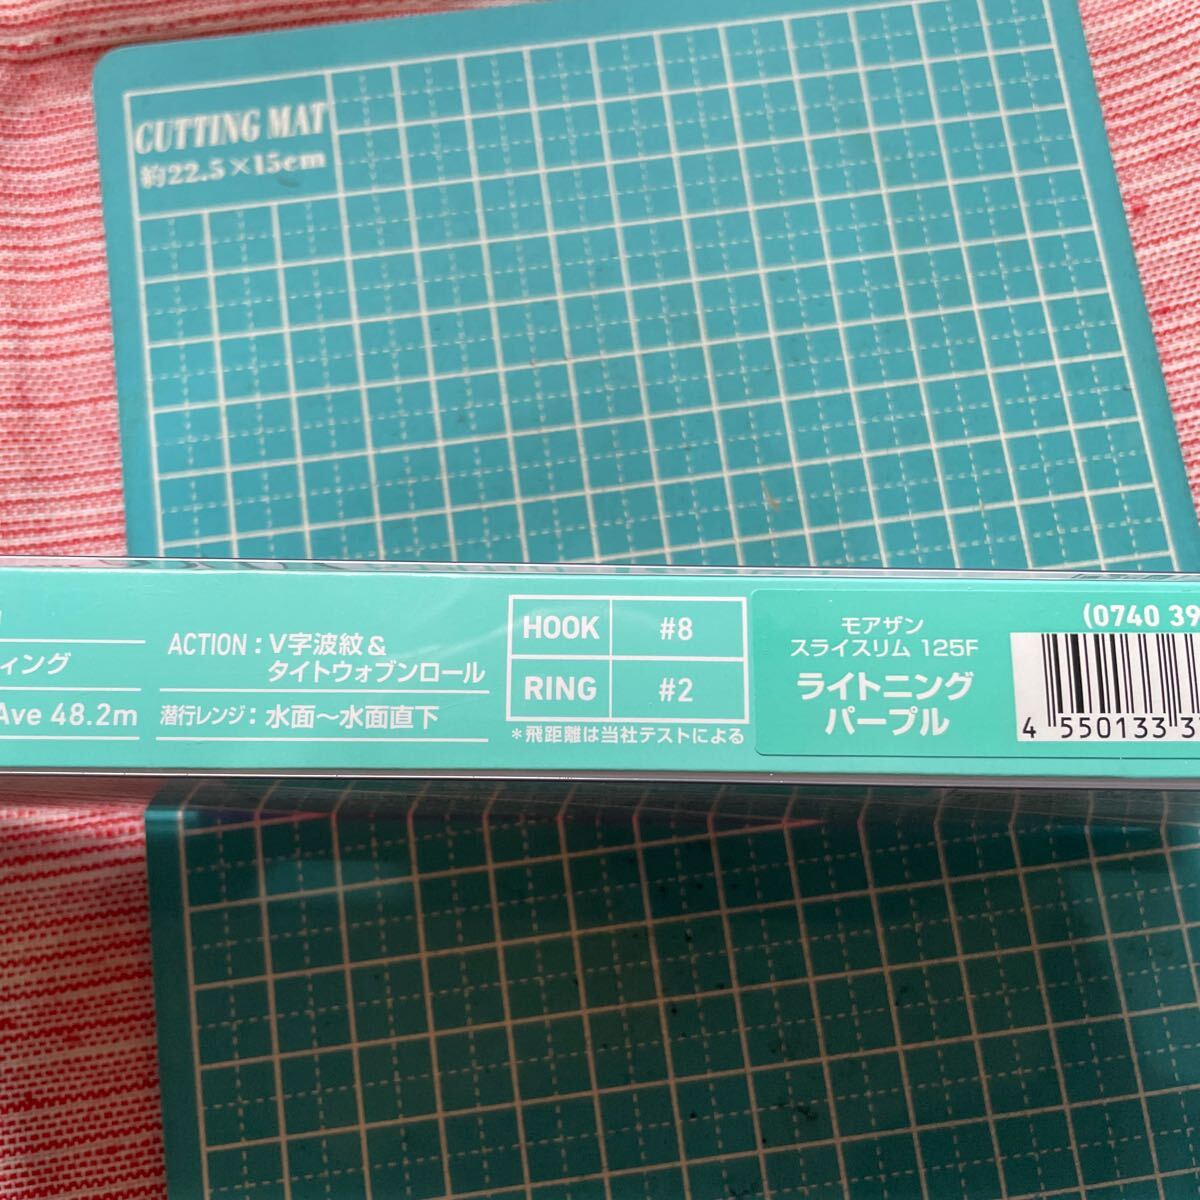 CUTTING MAT
約22.5×15cm
ィング
Ave 48.2m
ACTION：V字波紋&
タイトウォブンロール
潜行レンジ：水面〜水面直下
HOOK #8
RING #2
*飛距離は当社テストによる
モアザン
スライスリム 125F
ライトニング
パープル
(0740 39
4 550133 3